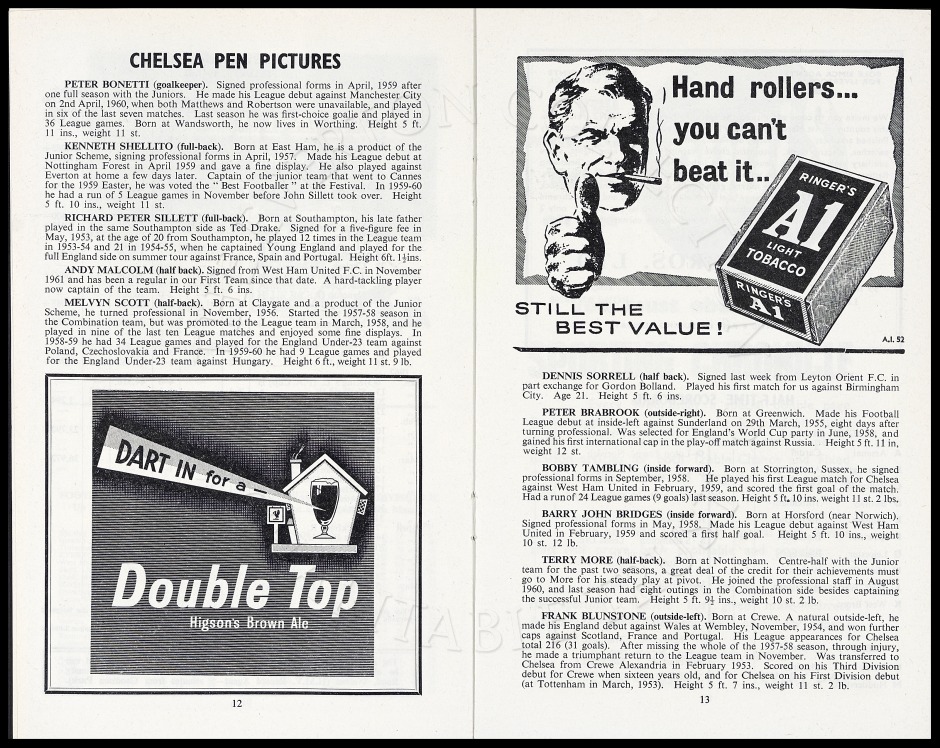 CHELSEA PEN PICTURES
PETER BONETTI (goalkeeper). Signed professional forms in April, 1959 after
one full season with the Juniors. He made his League debut against Manchester City
on 2nd April, 1960, when both Matthews and Robertson were unavailable, and played
in six of the last seven matches. Last season he was first-choice goalie and played in
36 League games. Born at Wandsworth, he now lives in Worthing. Height 5 ft.
11 ins., weight 11 st.
KENNETH SHELLITO (full-back). Born at East Ham, he is a product of the
Junior Scheme, signing professional forms in April, 1957. Made his League debut at
Nottingham Forest in April 1959 and gave a fine display. He also played against
Everton at home a few days later. Captain of the junior team that went to Cannes
for the 1959 Easter, he was voted the " Best Footballer " at the Festival. In 1959-60
he had a run of 5 League games in November before John Sillett took over. Height
5 ft. 10 ins., weight 11 st.
RICHARD PETER SILLETT (full-back). Born at Southampton, his late father
played in the same Southampton side as Ted Drake. Signed for a five-figure fee in
May, 1953, at the age of 20 from Southampton, he played 12 times in the League team
in 1953-54 and 21 in 1954-55, when he captained Young England and played for the
full England side on summer tour against France, Spain and Portugal. Height 6ft. 1½ins.
ANDY MALCOLM (half back). Signed from West Ham United F.C. in November
1961 and has been a regular in our First Team since that date. A hard-tackling player
now captain of the team. Height 5 ft. 6 ins.
MELVYN SCOTT (half-back). Born at Claygate and a product of the Junior
Scheme, he turned professional in November, 1956. Started the 1957-58 season in
the Combination team, but was promoted to the League team in March, 1958, and he
played in nine of the last ten League matches and enjoyed some fine displays. In
1958-59 he had 34 League games and played for the England Under-23 team against
Poland, Czechoslovakia and France. In 1959-60 he had 9 League games and played
for the England Under-23 team against Hungary. Height 6 ft., weight 11 st. 9 lb.
DART IN for a —
Double Top
Higson's Brown Ale
12
Hand rollers...
you can't
beat it..
RINGER'S
A1
LIGHT
TOBACCO
RINGER'S
A1
STILL THE
BEST VALUE !
A.I. 52
DENNIS SORRELL (half back). Signed last week from Leyton Orient F.C. in
part exchange for Gordon Bolland. Played his first match for us against Birmingham
City. Age 21. Height 5 ft. 6 ins.
PETER BRABROOK (outside-right). Born at Greenwich. Made his Football
League debut at inside-left against Sunderland on 29th March, 1955, eight days after
turning professional. Was selected for England's World Cup party in June, 1958, and
gained his first international cap in the play-off match against Russia. Height 5 ft. 11 in,
weight 12 st.
BOBBY TAMBLING (inside forward). Born at Storrington, Sussex, he signed
professional forms in September, 1958. He played his first League match for Chelsea
against West Ham United in February, 1959, and scored the first goal of the match.
Had a run of 24 League games (9 goals) last season. Height 5 ft. 10 ins. weight 11 st. 2 lbs.
BARRY JOHN BRIDGES (inside forward). Born at Horsford (near Norwich).
Signed professional forms in May, 1958. Made his League debut against West Ham
United in February, 1959 and scored a first half goal. Height 5 ft. 10 ins., weight
10 st. 12 lb.
TERRY MORE (half-back). Born at Nottingham. Centre-half with the Junior
team for the past two seasons, a great deal of the credit for their achievements must
go to More for his steady play at pivot. He joined the professional staff in August
1960, and last season had eight outings in the Combination side besides captaining
the successful Junior team. Height 5 ft. 9½ ins., weight 10 st. 2 lb.
FRANK BLUNSTONE (outside-left). Born at Crewe. A natural outside-left, he
made his England debut against Wales at Wembley, November, 1954, and won further
caps against Scotland, France and Portugal. His League appearances for Chelsea
total 216 (31 goals). After missing the whole of the 1957-58 season, through injury,
he made a triumphant return to the League team in November. Was transferred to
Chelsea from Crewe Alexandria in February 1953. Scored on his Third Division
debut for Crewe when sixteen years old, and for Chelsea on his First Division debut
(at Tottenham in March, 1953). Height 5 ft. 7 ins., weight 11 st. 2 lb.
13